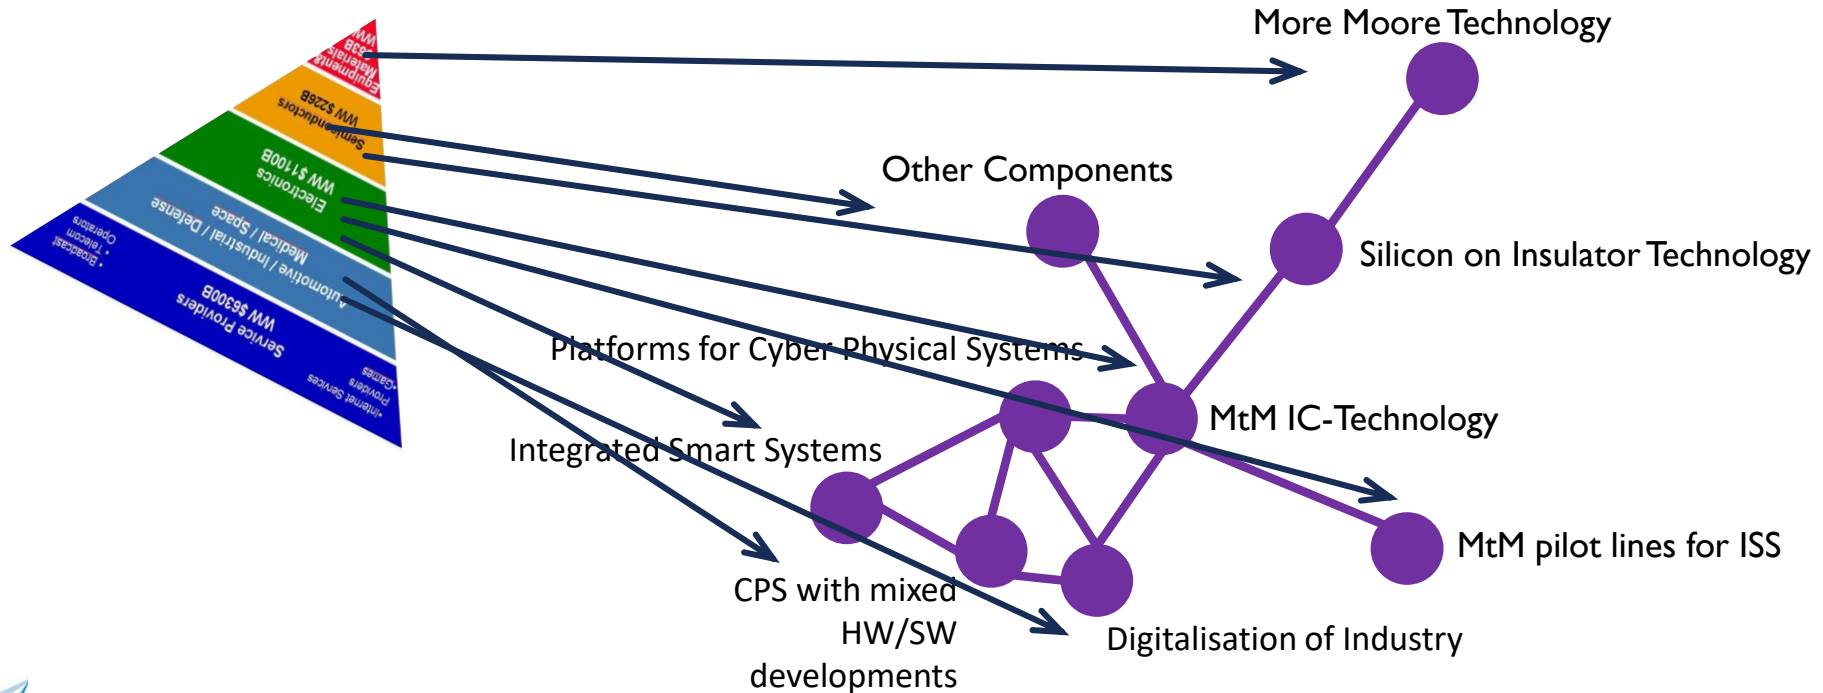 More Moore Technology
Equipment&
Materials
Semiconductors
WW $226B
Electronics
WW $1100B
Automotive / Industrial / Defense
Medical / Space
Service Providers
WW $6300B
• Broadcast
• Telecom
Operators
•Internet Services
Providers
•Games
Other Components
Silicon on Insulator Technology
Platforms for Cyber Physical Systems
MtM IC-Technology
Integrated Smart Systems
MtM pilot lines for ISS
CPS with mixed
HW/SW
developments
Digitalisation of Industry